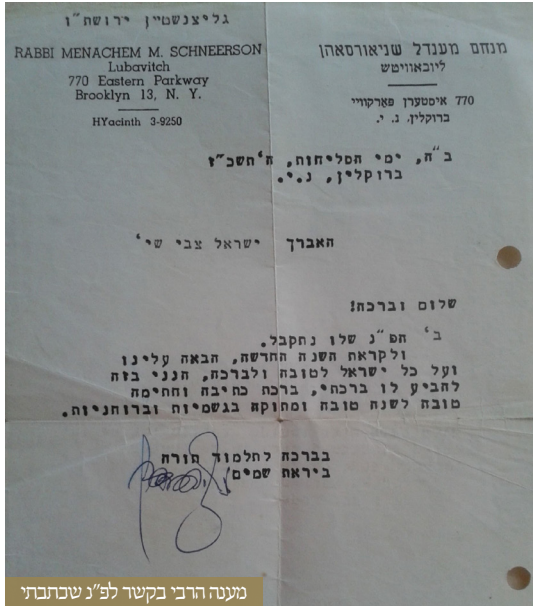 גליצנשטיין ירושת"ו
RABBI MENACHEM M. SCHNEERSON
Lubavitch
770 Eastern Parkway
Brooklyn 13, N. Y.
HYacinth 3-9250
מנחם מענדל שניאורסאהן
ליובאוויטש
770 איסטערן פארקוויי
ברוקלין, נ. י.
ב"ה, ימי הסליחות, ה'תשכ"ז
ברוקלין, נ.י.
האברך ישראל צבי שי'
שלום וברכה!
ב' הפ"נ שלו נתקבל.
ולקראת השנה החדשה, הבאה עלינו
ועל כל ישראל לטובה ולברכה, הנני בזה
להביע לו ברכתי, ברכת כתיבה וחתימה
טובה לשנה טובה ומתוקה בגשמיות וברוחניות.
בברכה לתלמוד תורה
ביראת שמים
מענה הרבי בקשר לפ"נ שכתבתי